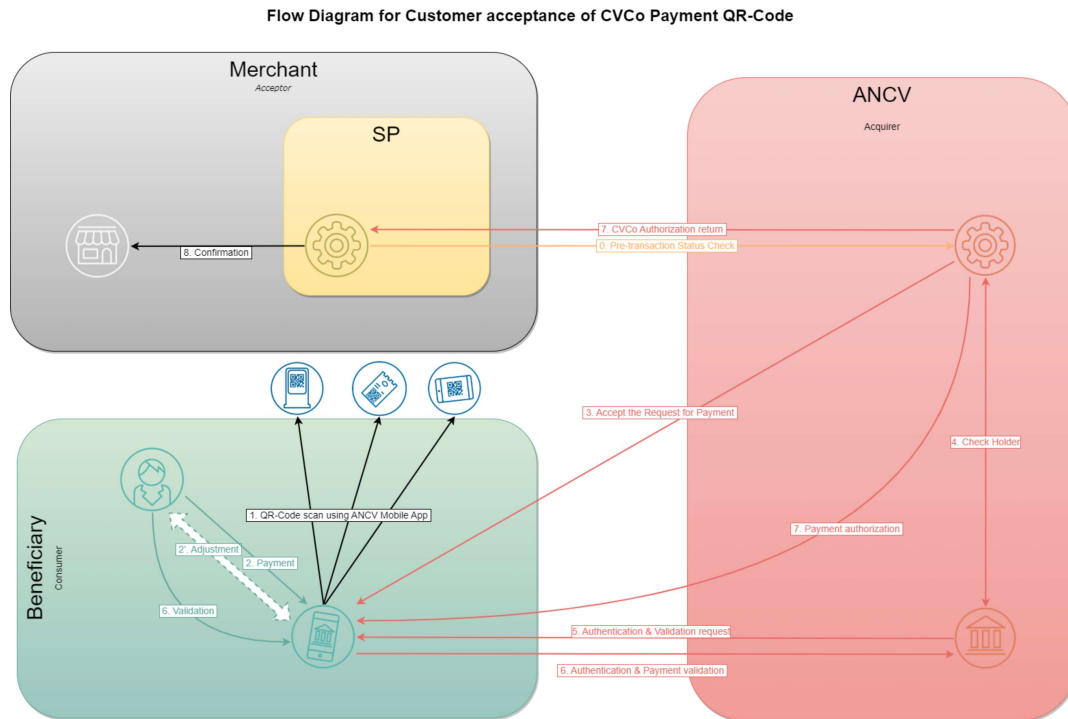 Flow Diagram for Customer acceptance of CVCo Payment QR-Code
Merchant
Acceptor
SP
ANCV
Acquirer
7. CVCo Authorization return
0. Pre-transaction Status Check
8. Confirmation
3. Accept the Request for Payment
4. Check Holder
1. QR-Code scan using ANCV Mobile App
7. Payment authorization
2'. Adjustment
2. Payment
Beneficiary
Consumer
6. Validation
5. Authentication & Validation request
6. Authentication & Payment validation